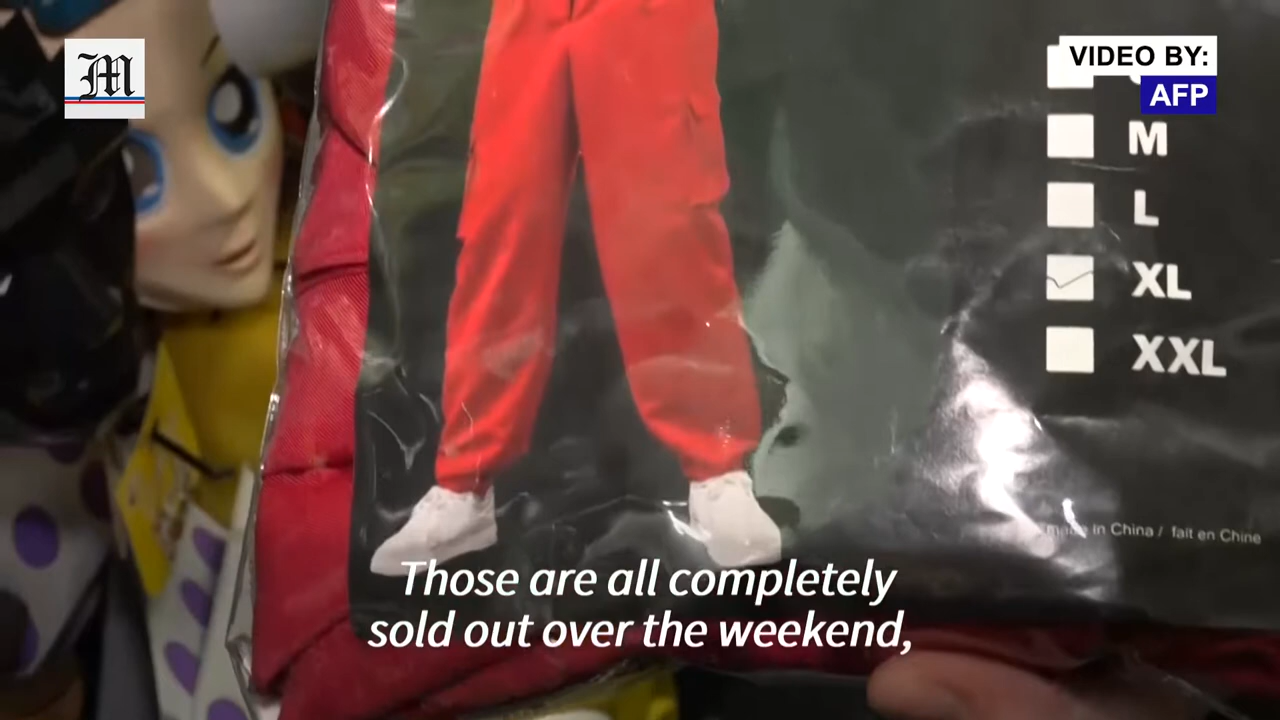 M
VIDEO BY:
AFP
M
L
XL
XXL
made in China / fait en Chine
Those are all completely
sold out over the weekend,